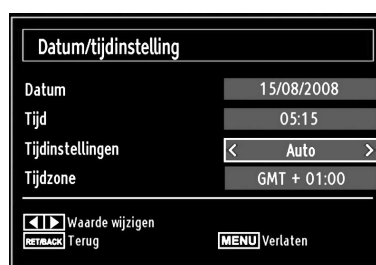 Datum/tijdinstelling
Datum 15/08/2008
Tijd 05:15
Tijdinstellingen < Auto >
Tijdzone GMT + 01:00
Waarde wijzigen
RET/BACK Terug MENU Verlaten